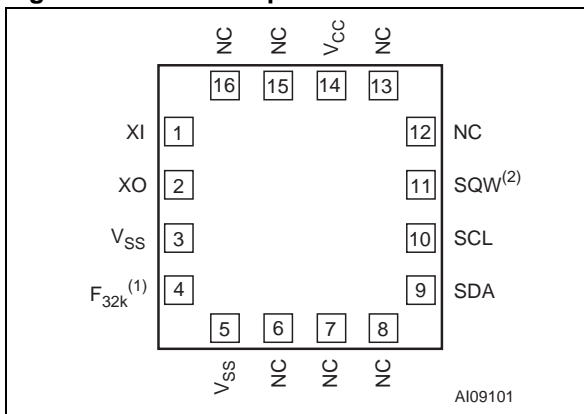 NC NC VCC NC
16 15 14 13
XI 1 12 NC
XO 2 11 SQW(2)
VSS 3 10 SCL
F32k(1) 4 9 SDA
5 6 7 8
VSS NC NC NC
AI09101